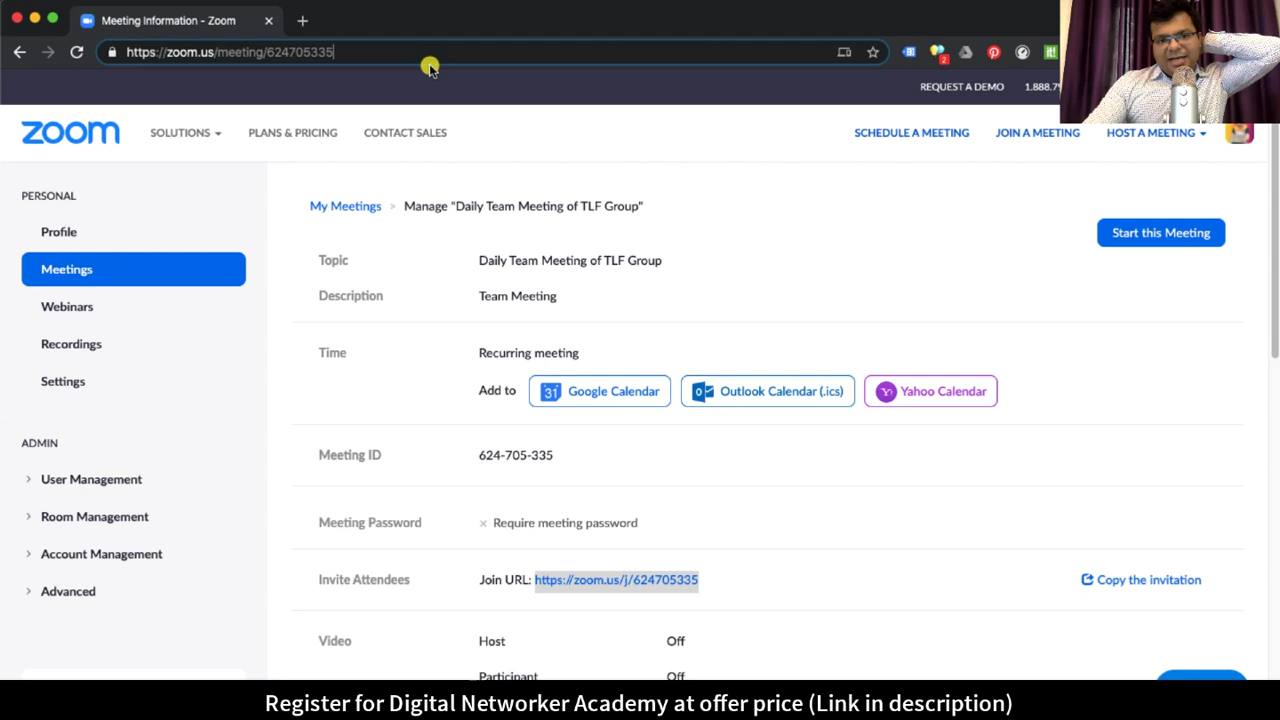 Meeting Information - Zoom
https://zoom.us/meeting/624705335
2
it!
REQUEST A DEMO
zoom
SOLUTIONS
PLANS & PRICING
CONTACT SALES
SCHEDULE A MEETING
JOIN A MEETING
HOST A MEETING
PERSONAL
Profile
Meetings
Webinars
Recordings
Settings
ADMIN
User Management
Room Management
Account Management
Advanced
My Meetings > Manage "Daily Team Meeting of TLF Group"
Start this Meeting
Topic Daily Team Meeting of TLF Group
Description Team Meeting
Time Recurring meeting
Add to 31 Google Calendar Outlook Calendar (.ics) Yahoo Calendar
Meeting ID 624-705-335
Meeting Password × Require meeting password
Invite Attendees Join URL: https://zoom.us/j/624705335 Copy the invitation
Video Host Off
Participant Off
Register for Digital Networker Academy at offer price (Link in description)